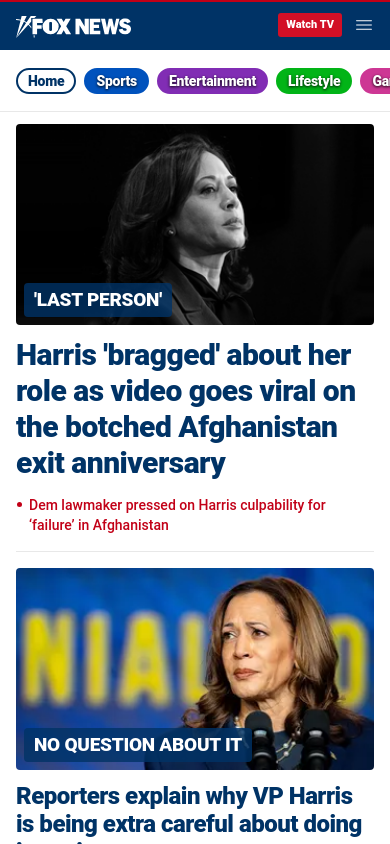 FOX NEWS
Watch TV
Home Sports Entertainment Lifestyle
'LAST PERSON'
Harris 'bragged' about her
role as video goes viral on
the botched Afghanistan
exit anniversary
Dem lawmaker pressed on Harris culpability for
‘failure’ in Afghanistan
NIAL O
NO QUESTION ABOUT IT
Reporters explain why VP Harris
is being extra careful about doing